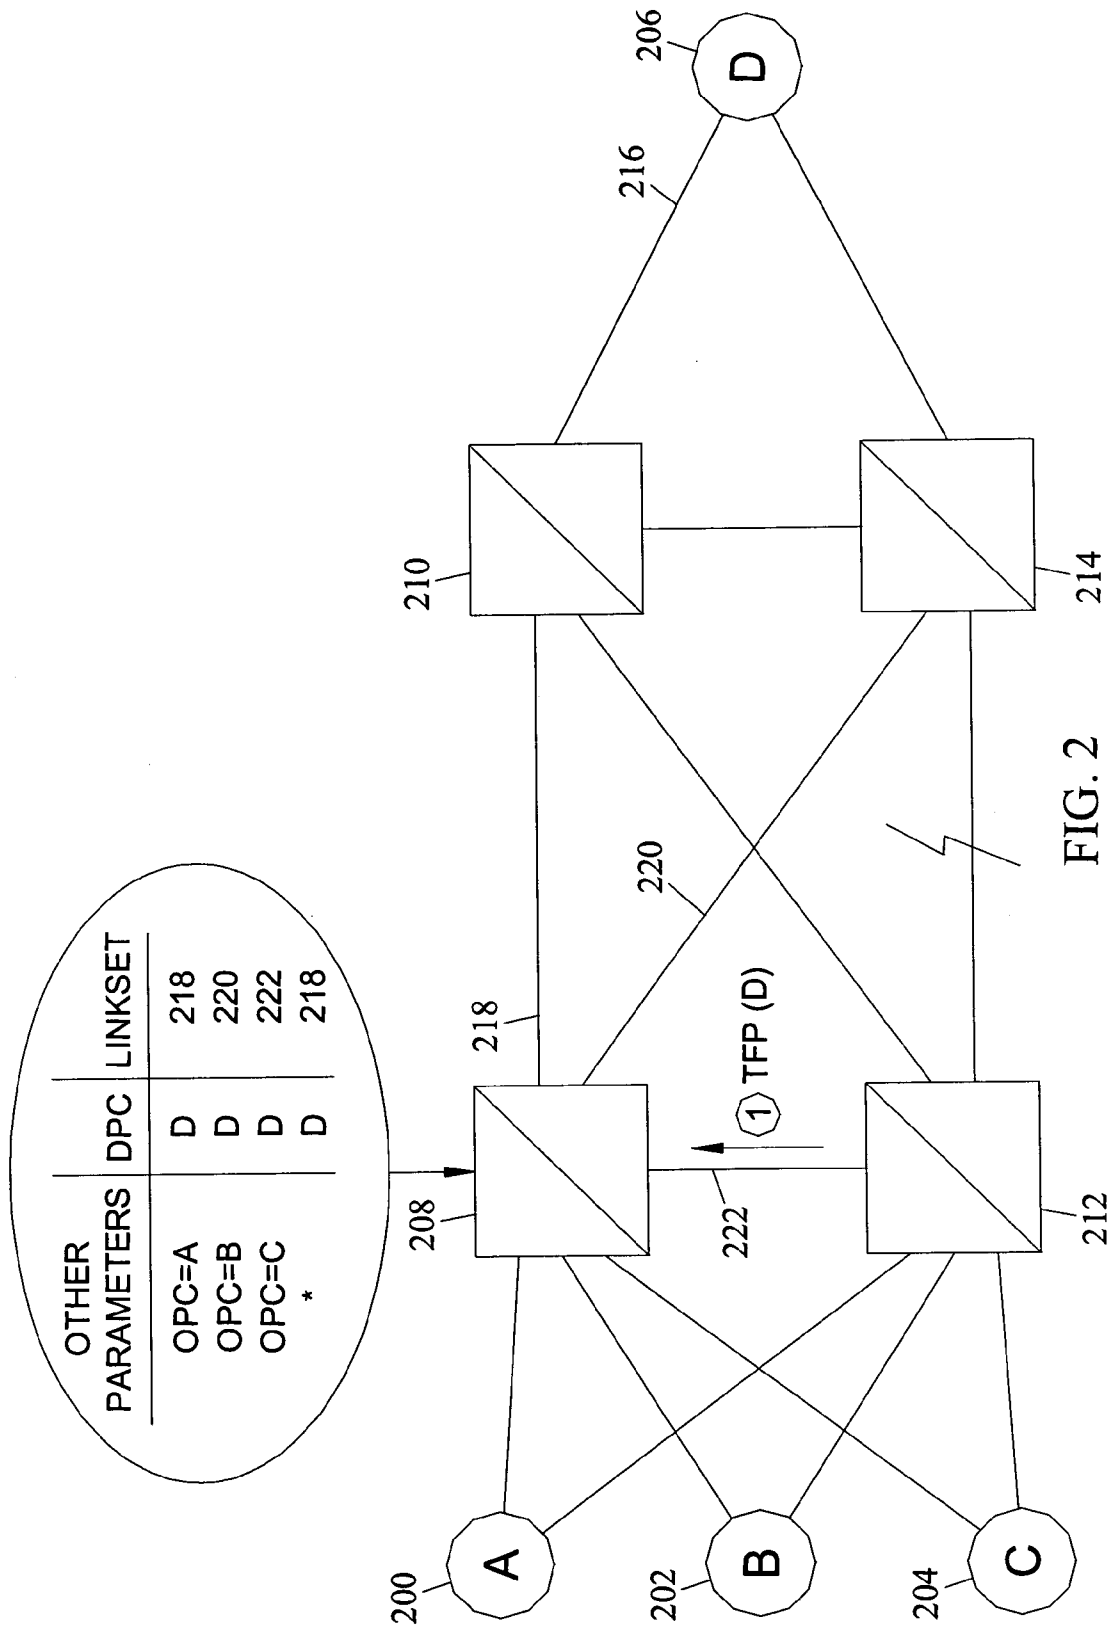 OTHER
PARAMETERS DPC LINKSET
OPC=A D 218
OPC=B D 220
OPC=C D 222
* D 218
208
218
210
206
D
216
220
200
A
202
B
204
C
222
1 TFP (D)
212
214
FIG. 2